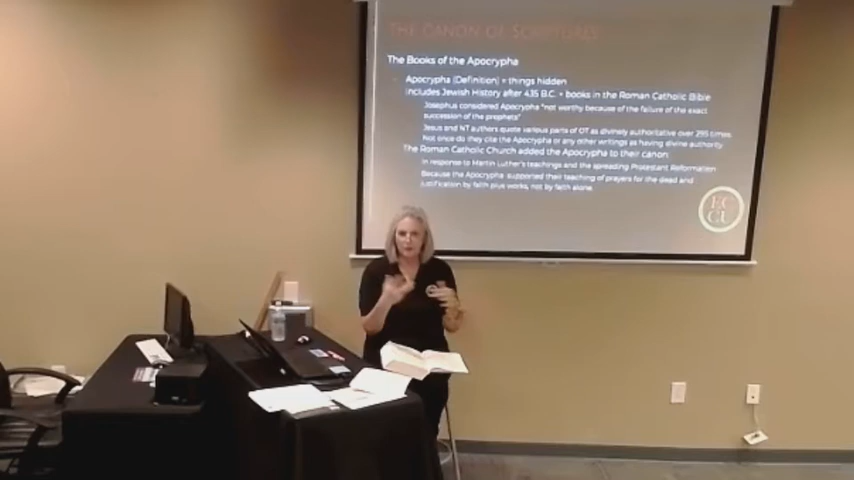 THE CANON OF SCRIPTURES
The Books of the Apocrypha
Apocrypha (Definition) = things hidden
Includes Jewish History after 435 B.C. - books in the Roman Catholic Bible
Josephus considered Apocrypha "not worthy because of the failure of the exact
succession of the prophets"
Jesus and NT authors quote various parts of OT as divinely authoritative over 295 times.
Not once do they cite the Apocrypha or any other writings as having divine authority
The Roman Catholic Church added the Apocrypha to their canon:
In response to Martin Luther's teachings and the spreading Protestant Reformation
Because the Apocrypha supported their teaching of prayers for the dead and
justification by faith plus works, not by faith alone.
EC
CU